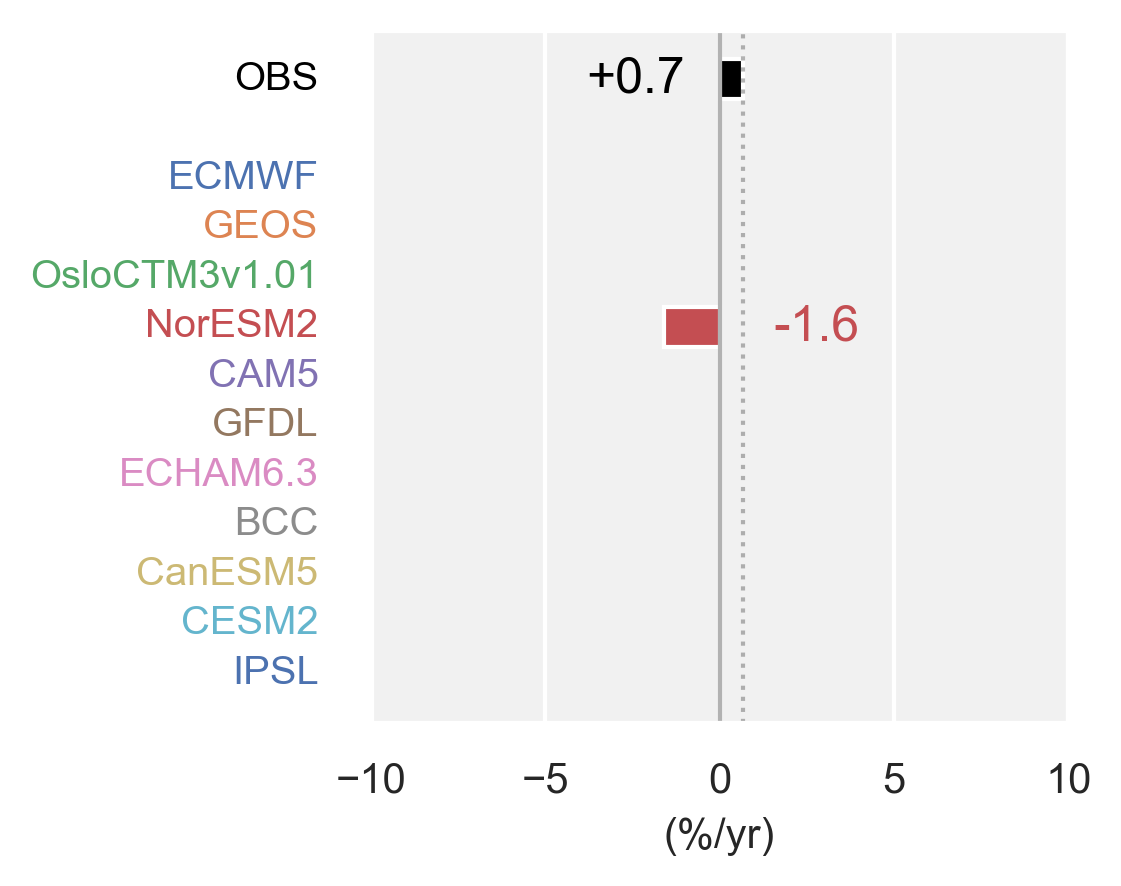 OBS +0.7
ECMWF
GEOS
OsloCTM3v1.01
NorESM2 -1.6
CAM5
GFDL
ECHAM6.3
BCC
CanESM5
CESM2
IPSL
−10 −5 0 5 10
(%/yr)